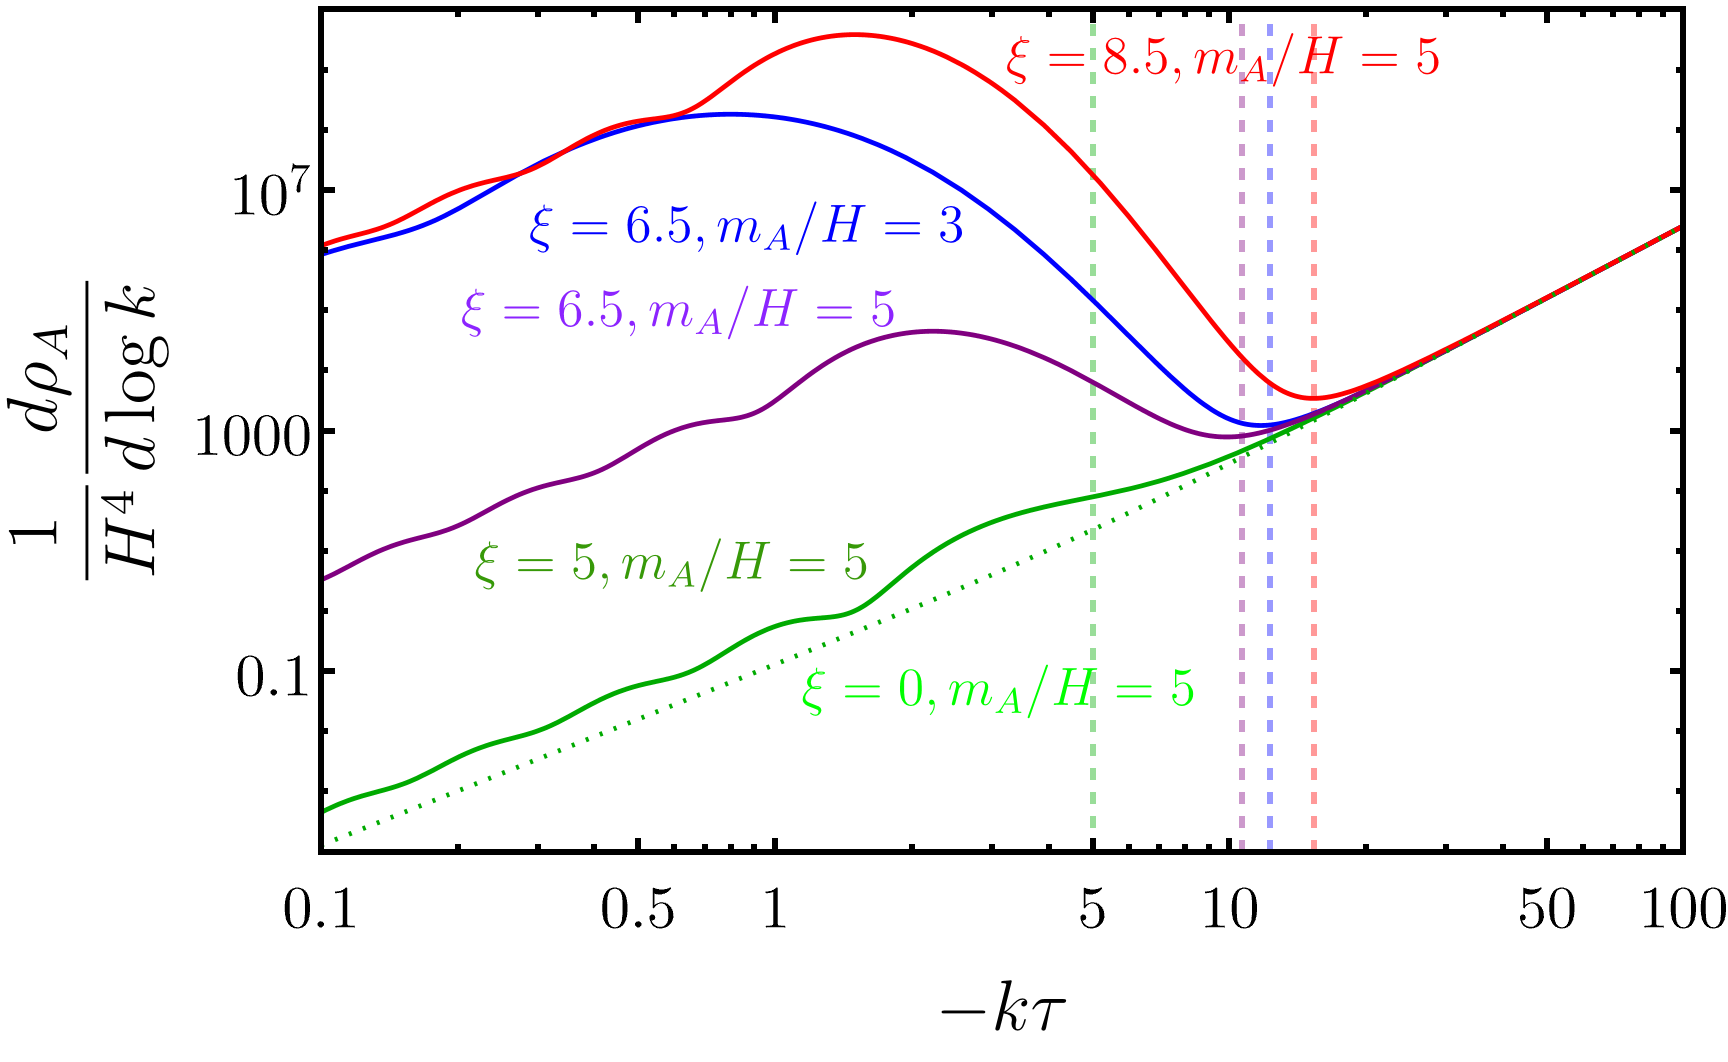 ξ = 8.5, m_A/H = 5
ξ = 6.5, m_A/H = 3
ξ = 6.5, m_A/H = 5
ξ = 5, m_A/H = 5
ξ = 0, m_A/H = 5
10^7
1000
0.1
1/H^4 dρ_A/d log k
0.1 0.5 1 5 10 50 100
−kτ